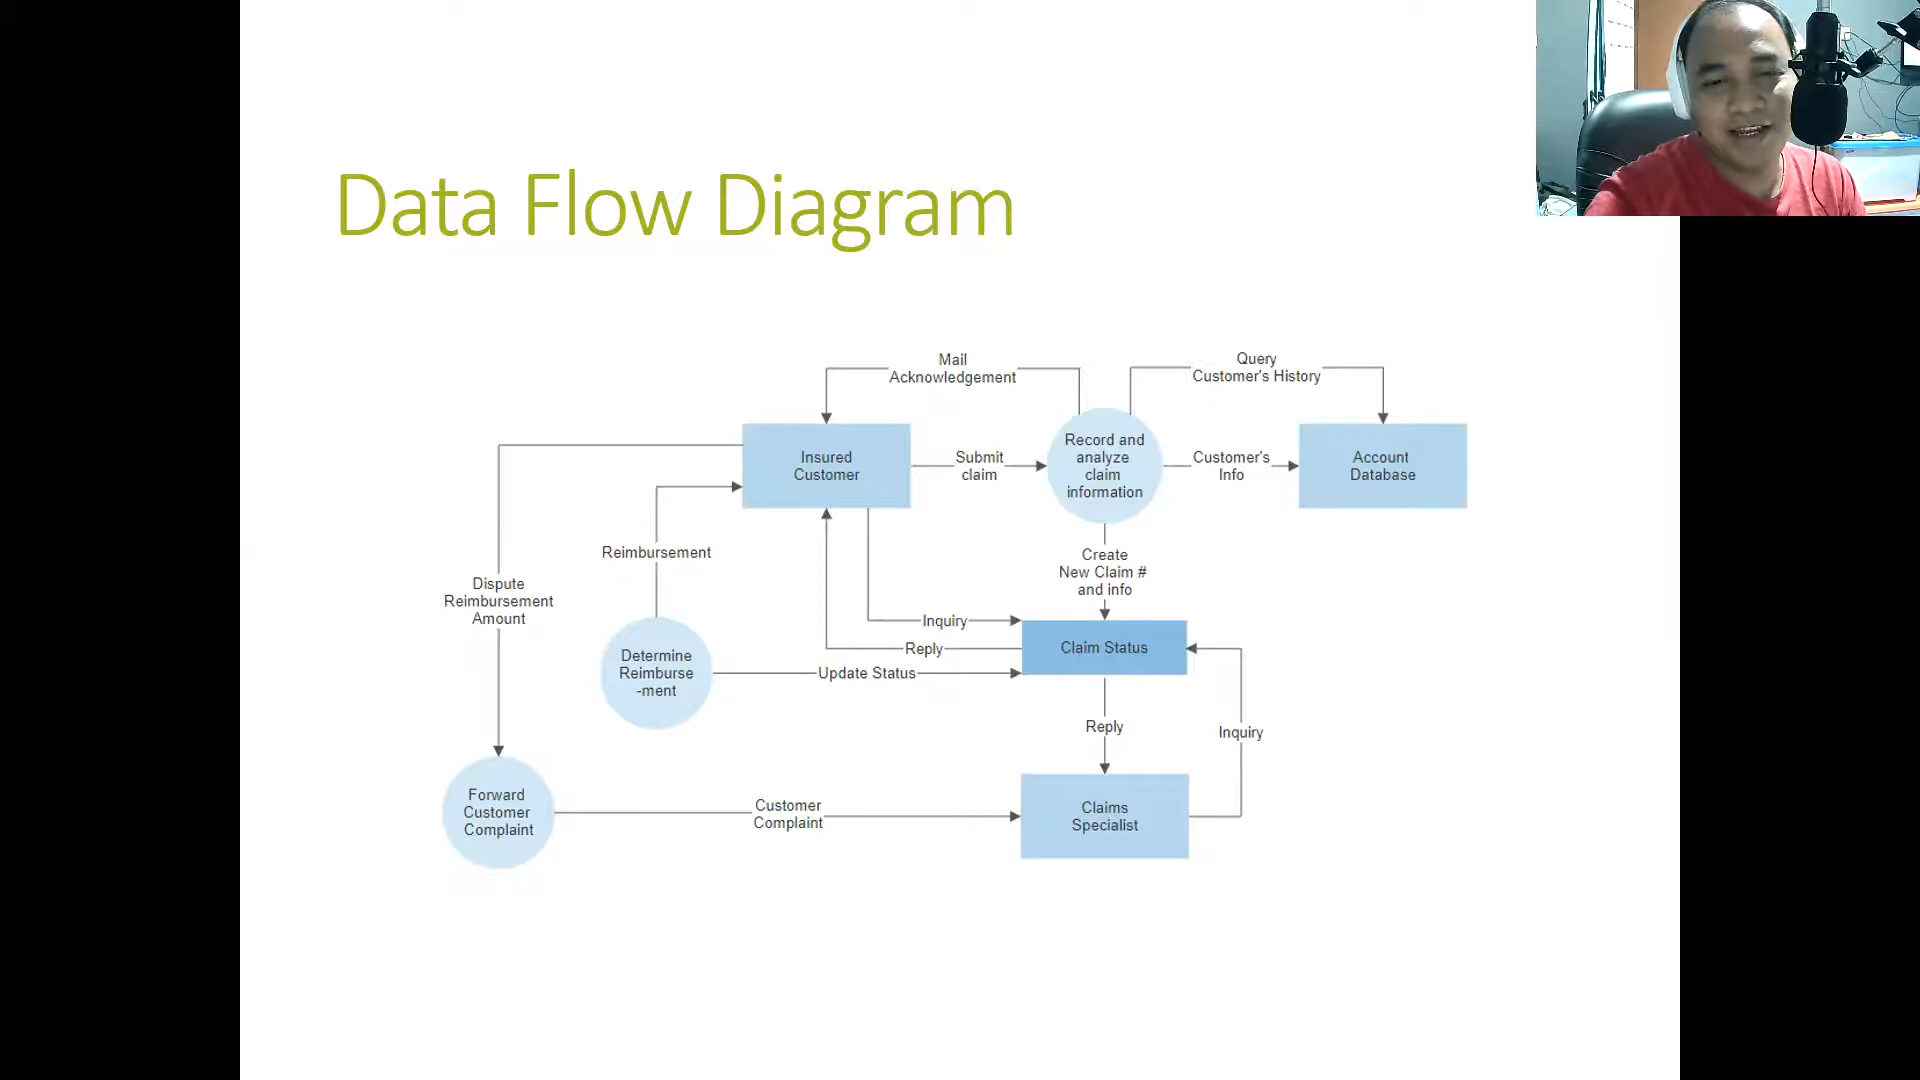 Data Flow Diagram
Mail
Acknowledgement
Query
Customer's History
Insured
Customer
Submit
claim
Record and
analyze
claim
information
Customer's
Info
Account
Database
Reimbursement
Create
New Claim #
and info
Dispute
Reimbursement
Amount
Inquiry
Reply
Claim Status
Determine
Reimburse
-ment
Update Status
Reply
Inquiry
Forward
Customer
Complaint
Customer
Complaint
Claims
Specialist